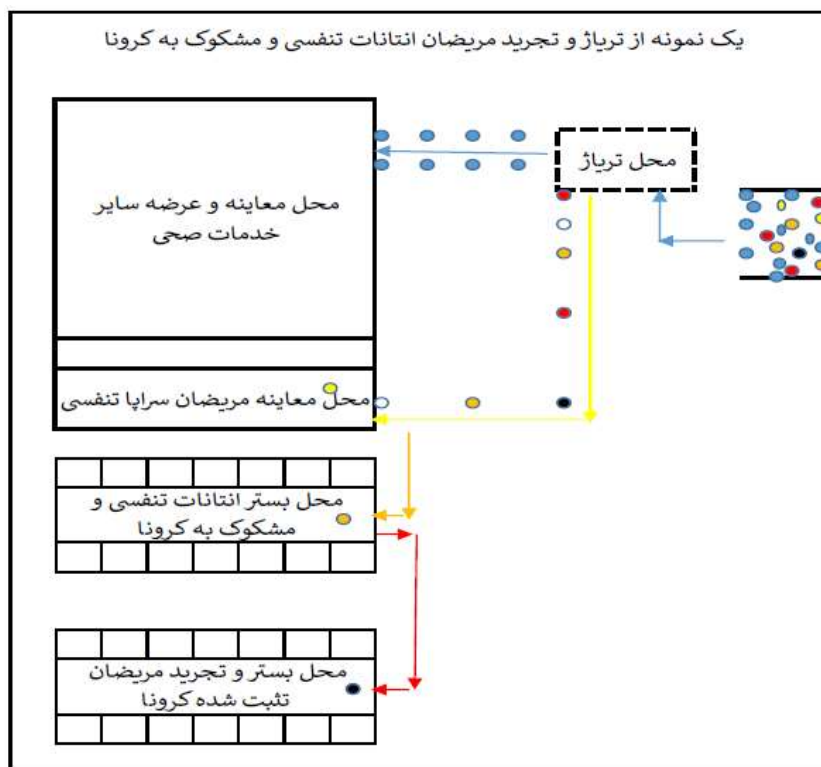 یک نمونه از تریاژ و تجرید مریضان انتانات تنفسی و مشکوک به کرونا
محل تریاژ
محل معاینه و عرضه سایر
خدمات صحی
محل معاینه مریضان سراپا تنفسی
محل بستر انتانات تنفسی و
مشکوک به کرونا
محل بستر و تجرید مریضان
تثبت شده کرونا